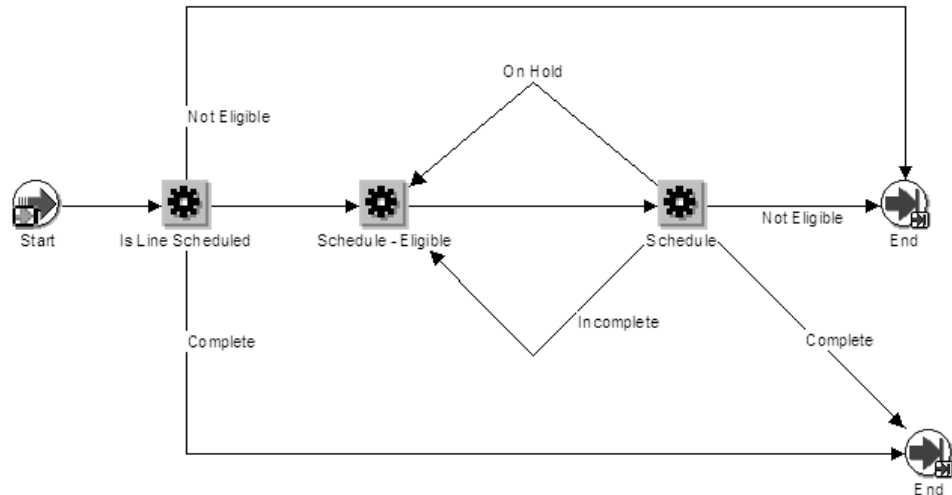 On Hold
Not Eligible
Start
Is Line Scheduled
Schedule - Eligible
Schedule
Not Eligible
End
Incomplete
Complete
Complete
End